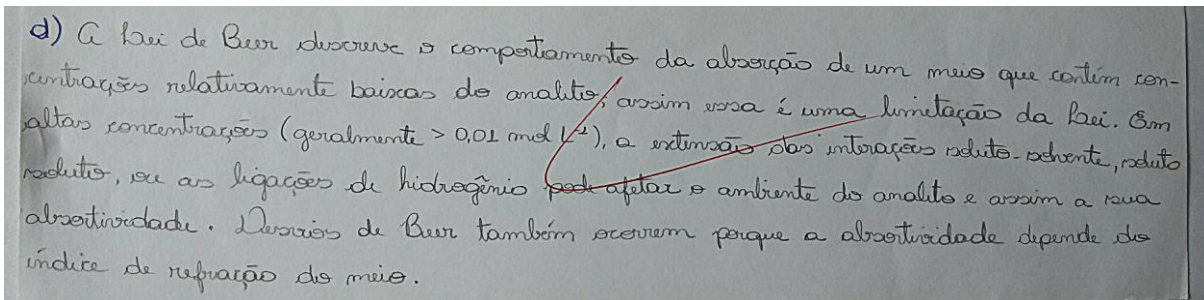 d) A Lei de Beer descreve o comportamento da absorção de um meio que contém con-
centrações relativamente baixas do analito, assim essa é uma limitação da Lei. Em
altas concentrações (geralmente > 0,01 mol L⁻¹), a extensão das interações soluto-solvente, soluto
soluto, ou as ligações de hidrogênio pode afetar o ambiente do analito e assim a sua
absortividade. Desvios de Beer também ocorrem porque a absortividade depende do
índice de refração do meio.